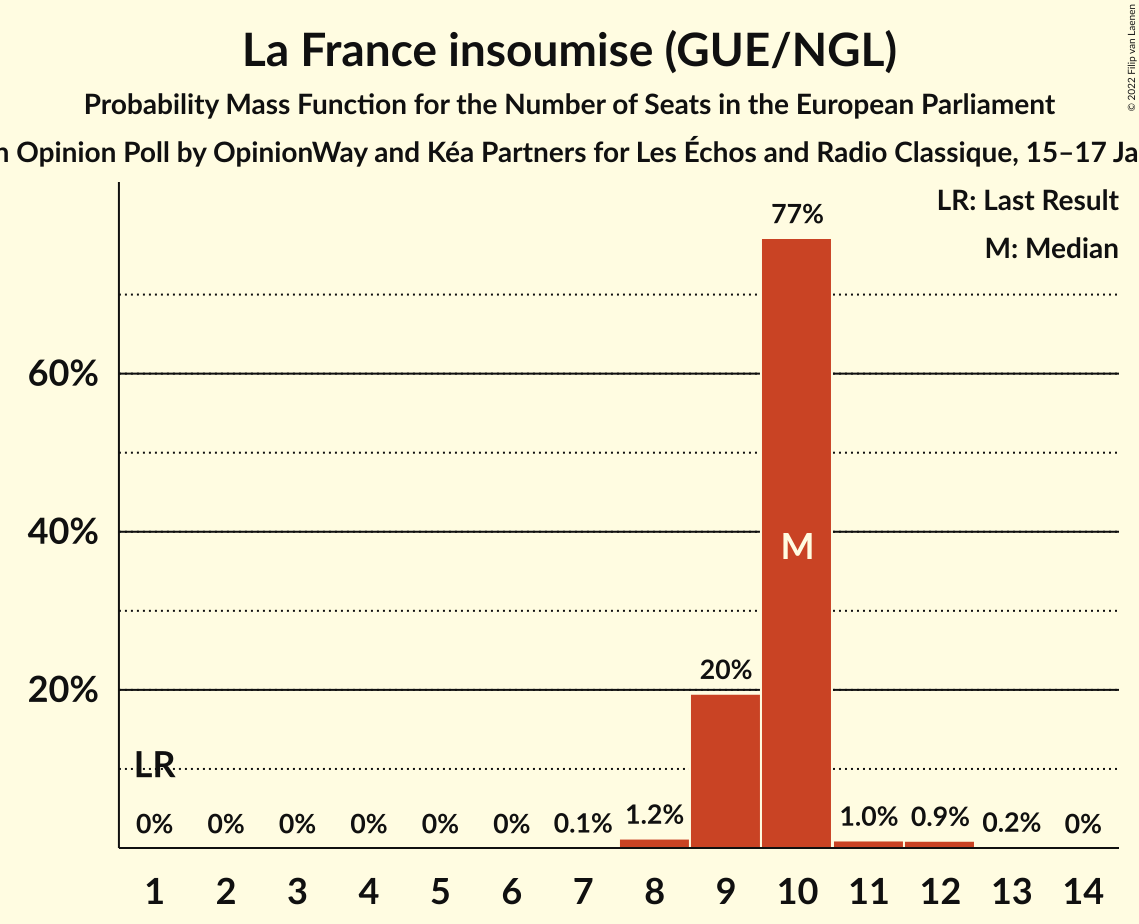 La France insoumise (GUE/NGL)
Probability Mass Function for the Number of Seats in the European Parliament
Opinion Poll by OpinionWay and Kéa Partners for Les Échos and Radio Classique, 15–17
© 2022 Filip van Laenen
LR: Last Result
M: Median
77%
60%
40%
M
20%
20%
LR
0% 0% 0% 0% 0% 0% 0.1% 1.2% 1.0% 0.9% 0.2% 0%
1 2 3 4 5 6 7 8 9 10 11 12 13 14